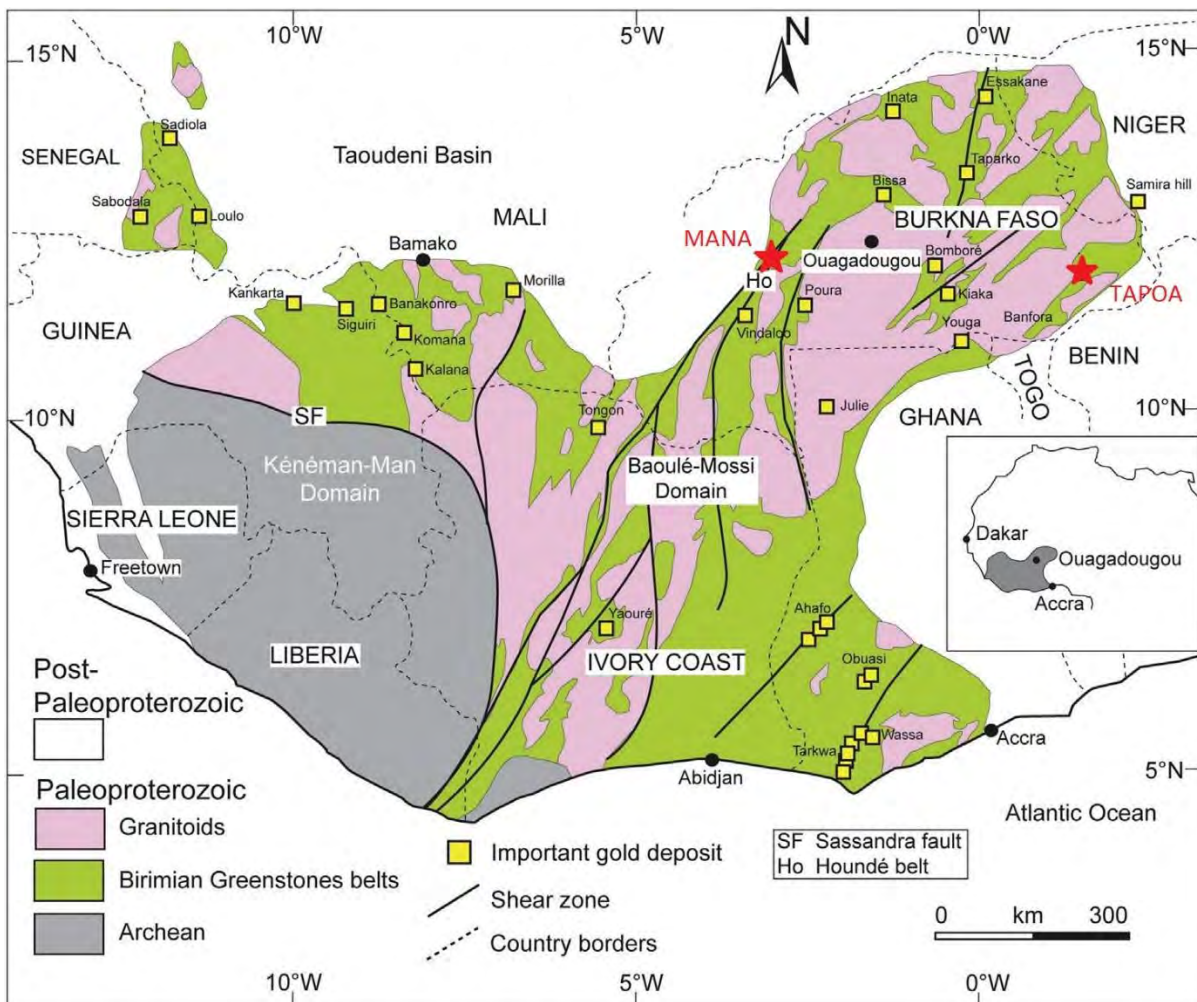 10°W
5°W
0°W
15°N
15°N
N
Essakane
Inata
NIGER
Sadiola
SENEGAL
Taoudeni Basin
Taparko
Bissa
Samira hill
Sabodala
Loulo
MALI
BURKNA FASO
MANA
Bamako
Ouagadougou
Bomboré
TAPOA
Ho
Morilla
Kankarta
Banakonro
Poura
Kiaka
Siguiri
Vindaloo
Banfora
GUINEA
Komana
Youga
BENIN
Kalana
TOGO
10°N
SF
Tongon
Julie
GHANA
10°N
Kénéman-Man
Domain
Baoulé-Mossi
Domain
SIERRA LEONE
Dakar
Freetown
Ouagadougou
Accra
Ahafo
Yaouré
LIBERIA
IVORY COAST
Obuasi
Post-
Paleoproterozoic
Wassa
Accra
Tarkwa
Abidjan
5°N
Paleoproterozoic
Atlantic Ocean
Granitoids
Important gold deposit
SF Sassandra fault
Ho Houndé belt
Birimian Greenstones belts
Shear zone
0 km 300
Archean
Country borders
10°W
5°W
0°W